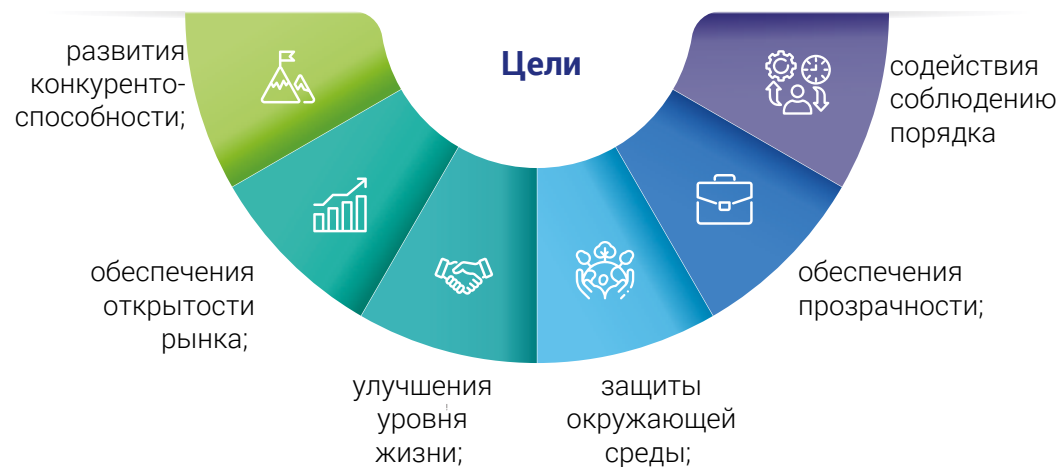 Цели
развития
конкуренто-
способности;
обеспечения
открытости
рынка;
улучшения
уровня
жизни;
защиты
окружающей
среды;
обеспечения
прозрачности;
содействия
соблюдению
порядка